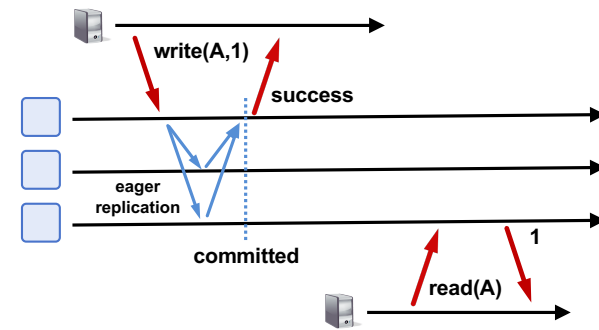 write(A,1)
success
eager
replication
committed
1
read(A)